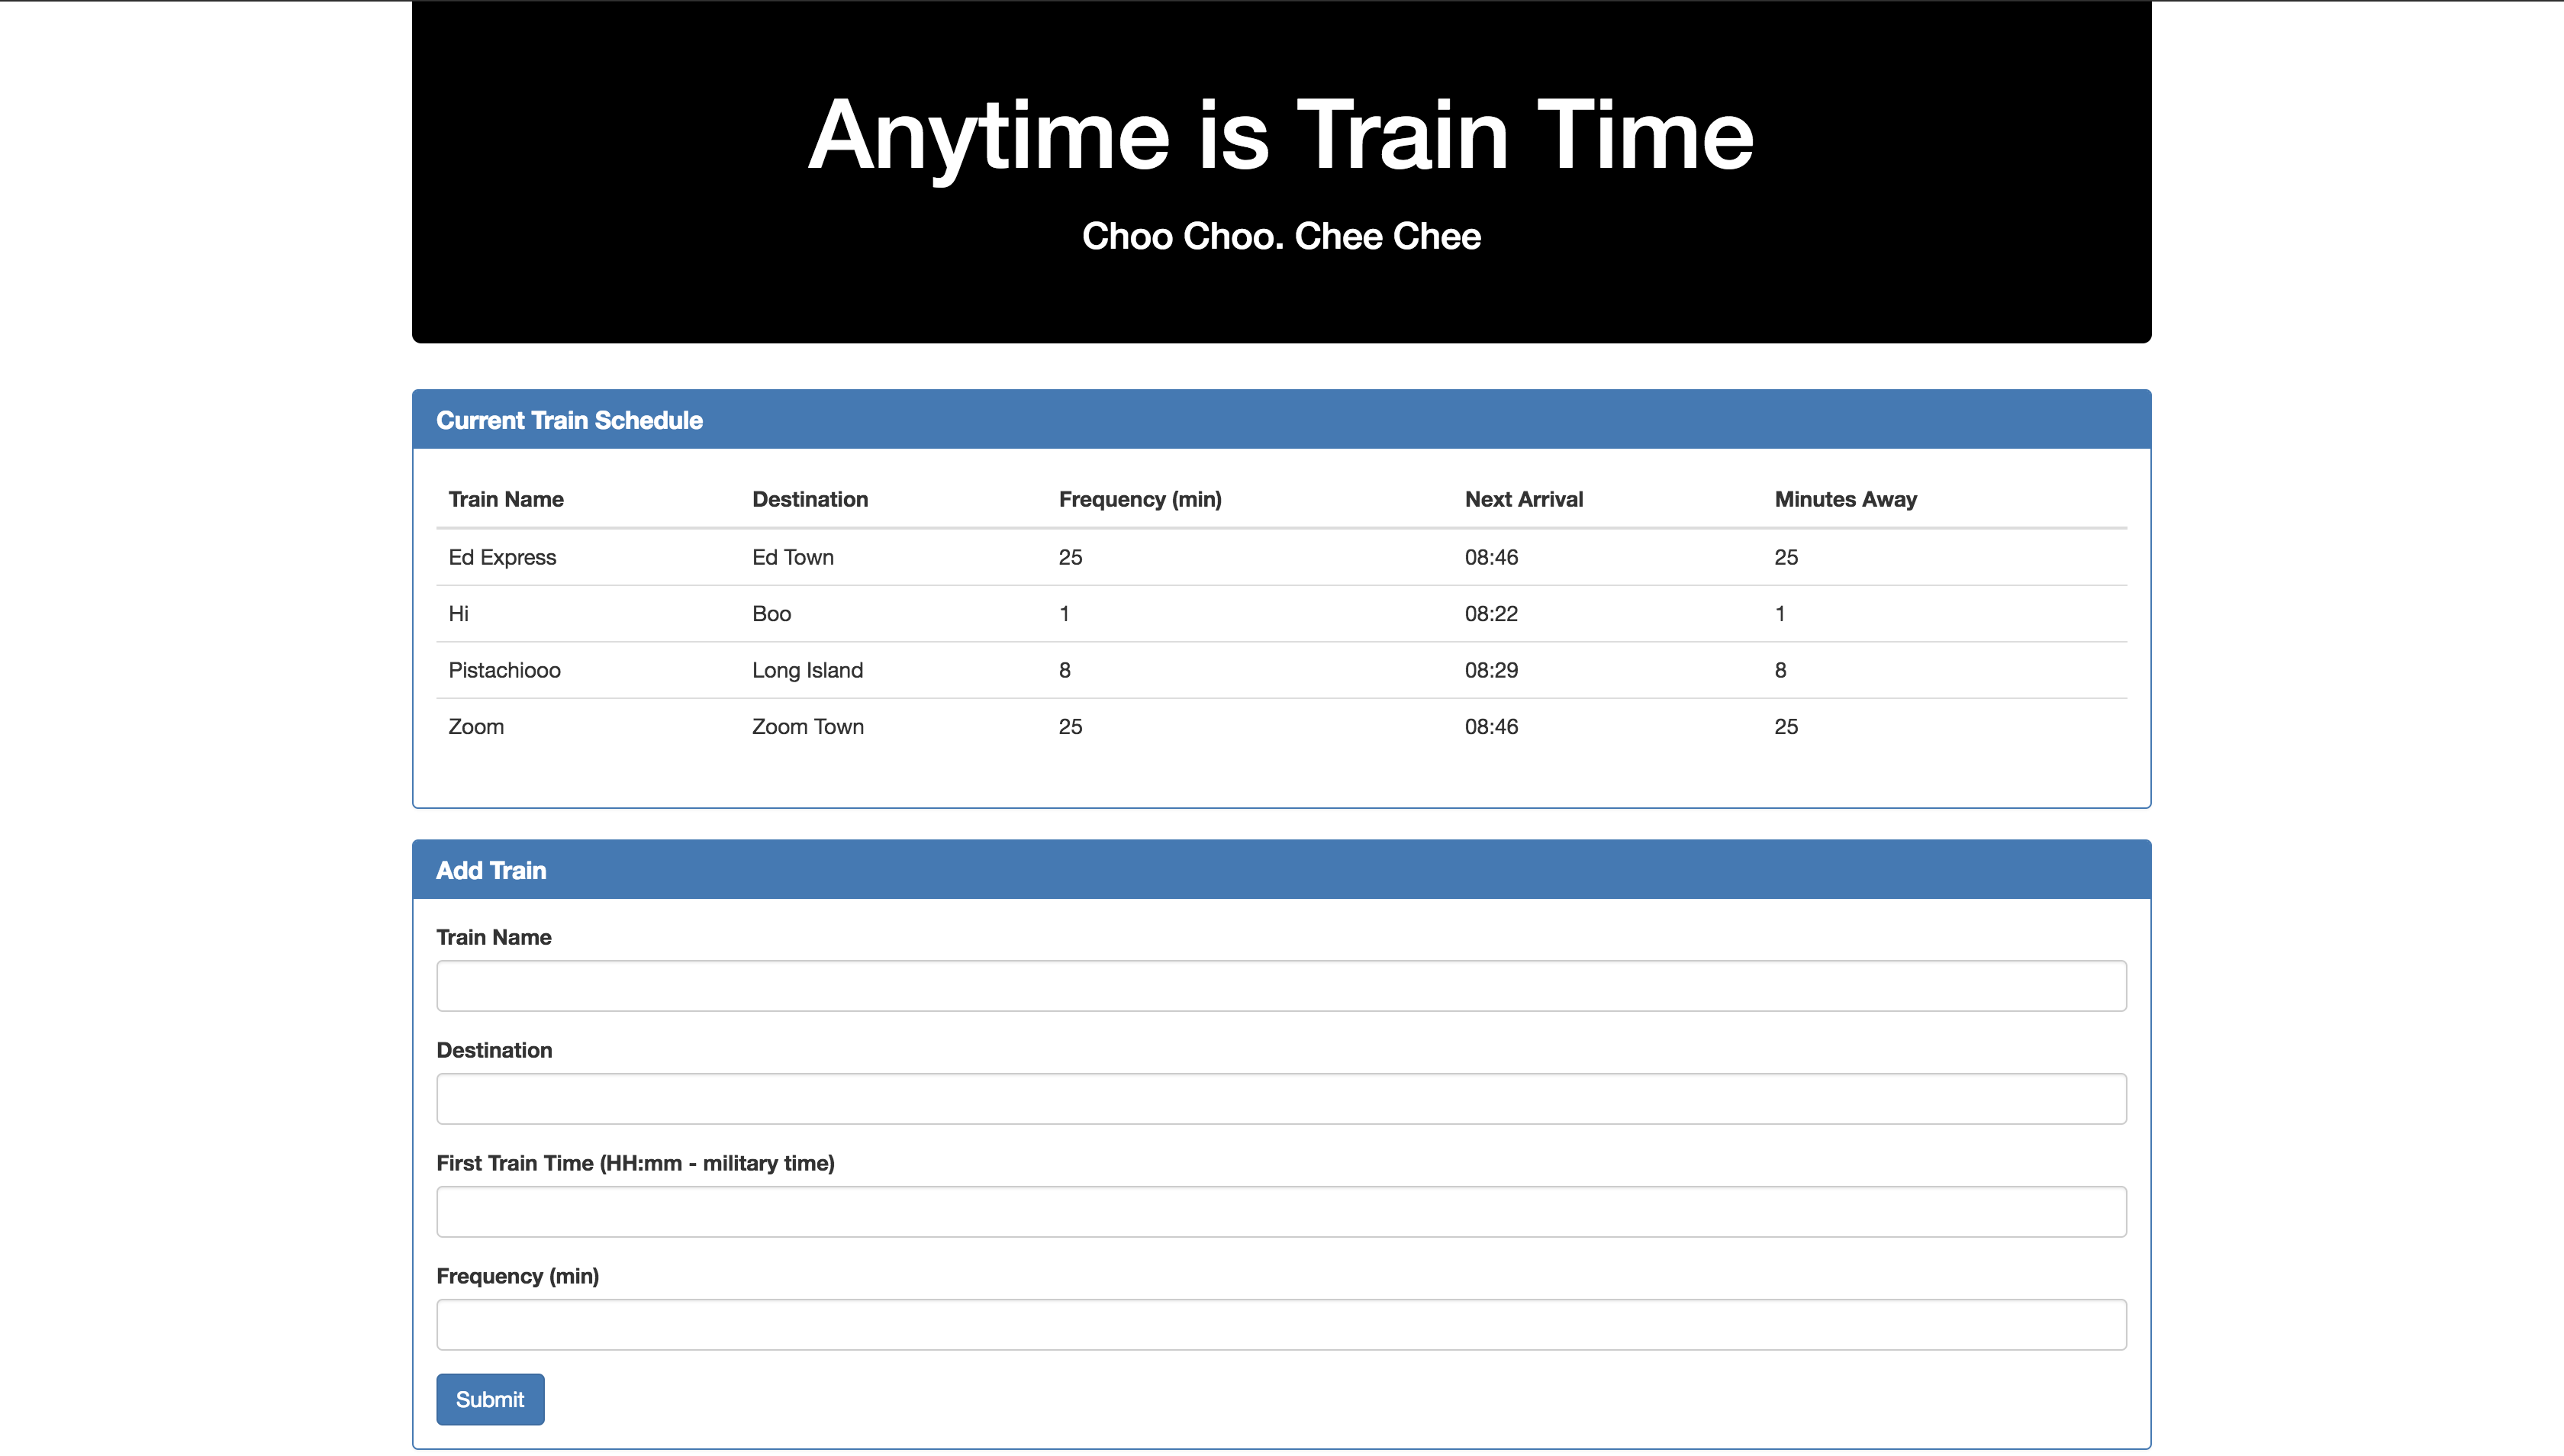 Anytime is Train Time
Choo Choo. Chee Chee
Current Train Schedule
Train Name Destination Frequency (min) Next Arrival Minutes Away
Ed Express Ed Town 25 08:46 25
Hi Boo 1 08:22 1
Pistachiooo Long Island 8 08:29 8
Zoom Zoom Town 25 08:46 25
Add Train
Train Name
Destination
First Train Time (HH:mm - military time)
Frequency (min)
Submit